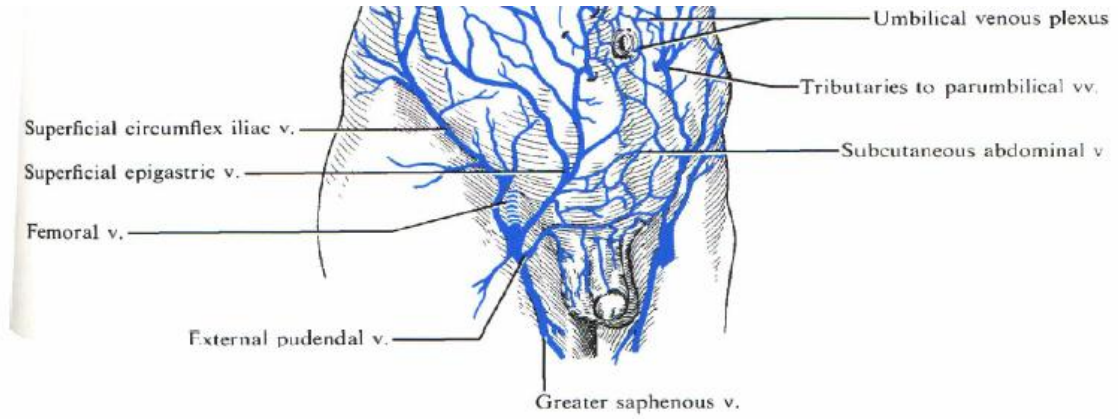 Umbilical venous plexus
Tributaries to parumbilical vv.
Superficial circumflex iliac v.
Subcutaneous abdominal v.
Superficial epigastric v.
Femoral v.
External pudendal v.
Greater saphenous v.